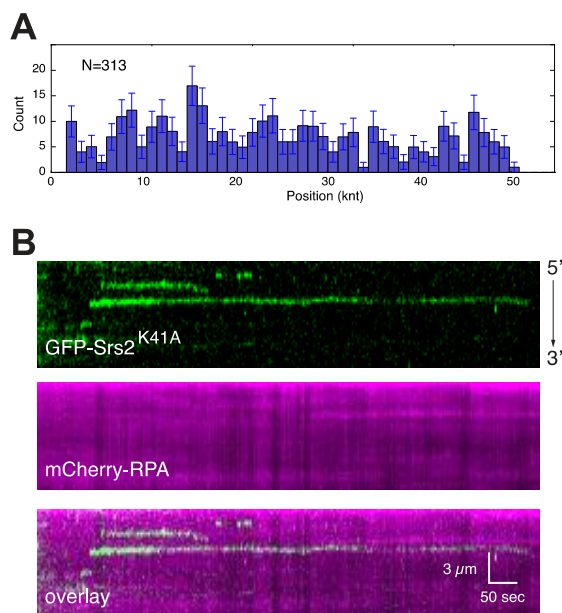 A
N=313
Count
20
15
10
5
0
0
10
20
30
40
50
Position (knt)
B
GFP-Srs2K41A
5’
3’
mCherry-RPA
overlay
3 µm
50 sec